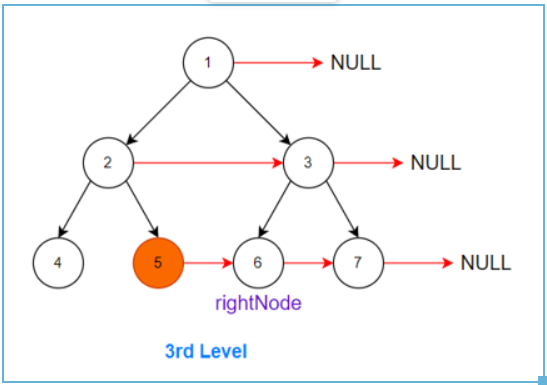 1 NULL
2 3 NULL
4 5 6 7 NULL
rightNode
3rd Level